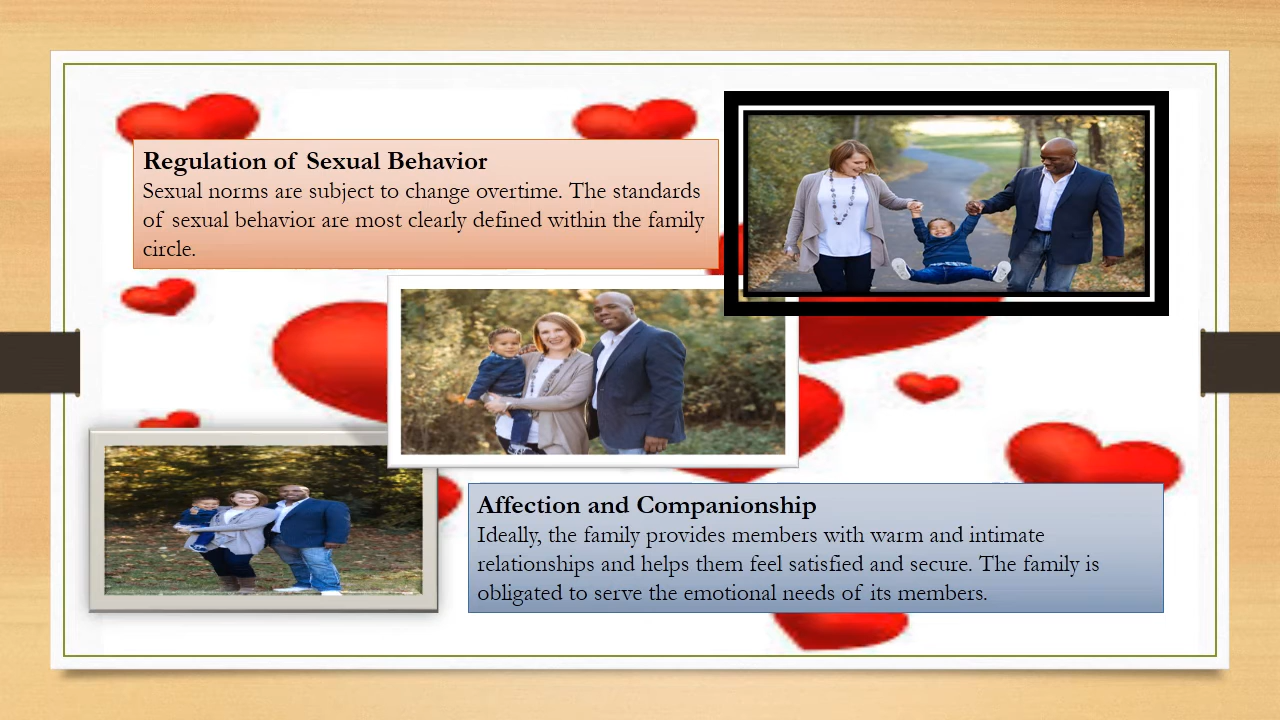 Regulation of Sexual Behavior
Sexual norms are subject to change overtime. The standards
of sexual behavior are most clearly defined within the family
circle.
Affection and Companionship
Ideally, the family provides members with warm and intimate
relationships and helps them feel satisfied and secure. The family is
obligated to serve the emotional needs of its members.